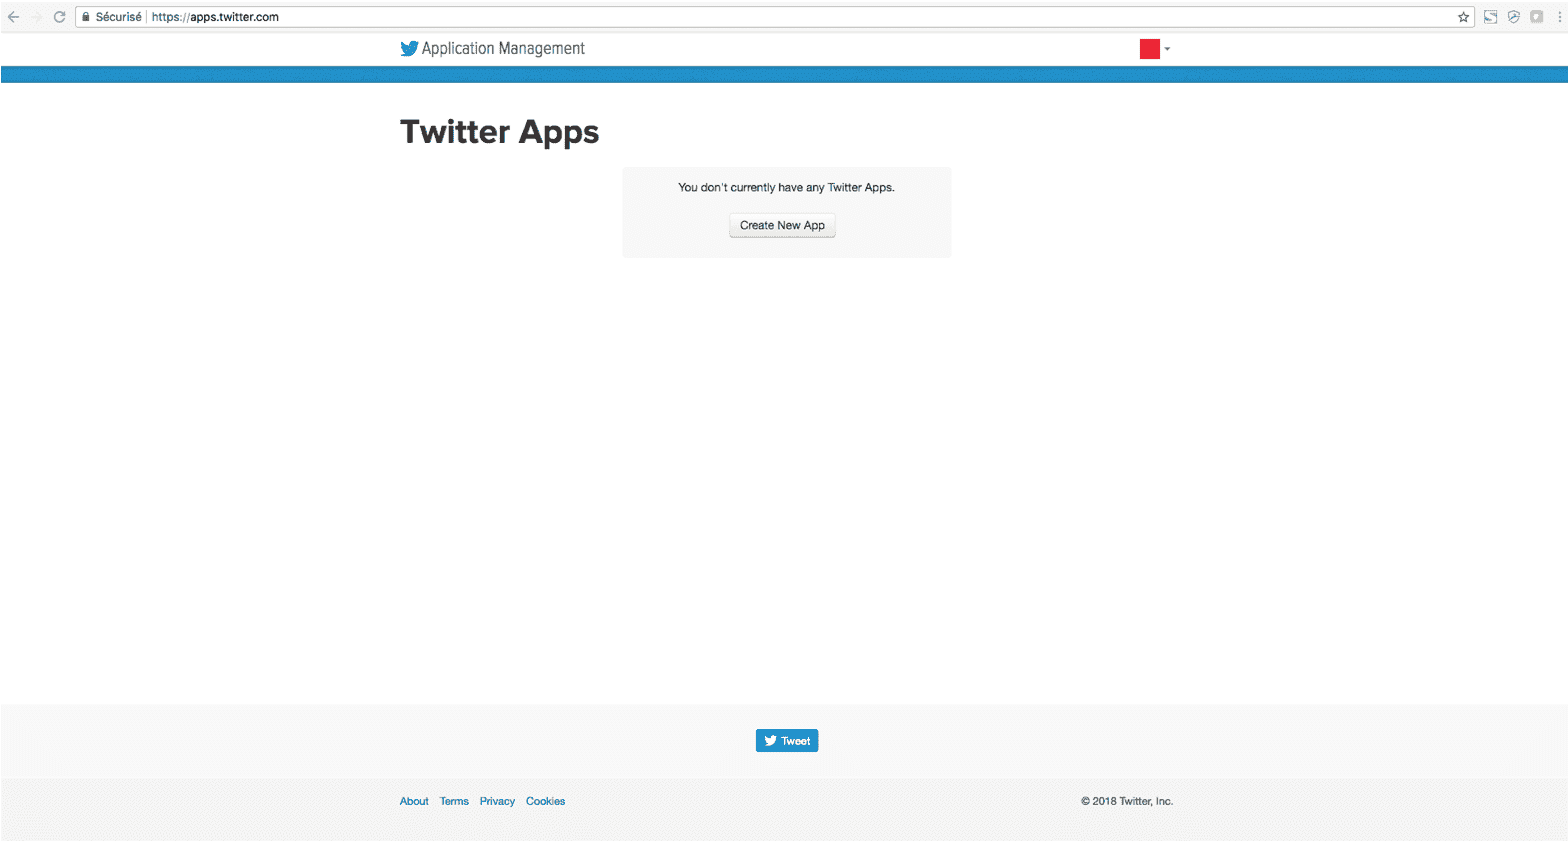 Sécurisé https://apps.twitter.com
Application Management
Twitter Apps
You don't currently have any Twitter Apps.
Create New App
Tweet
About Terms Privacy Cookies © 2018 Twitter, Inc.